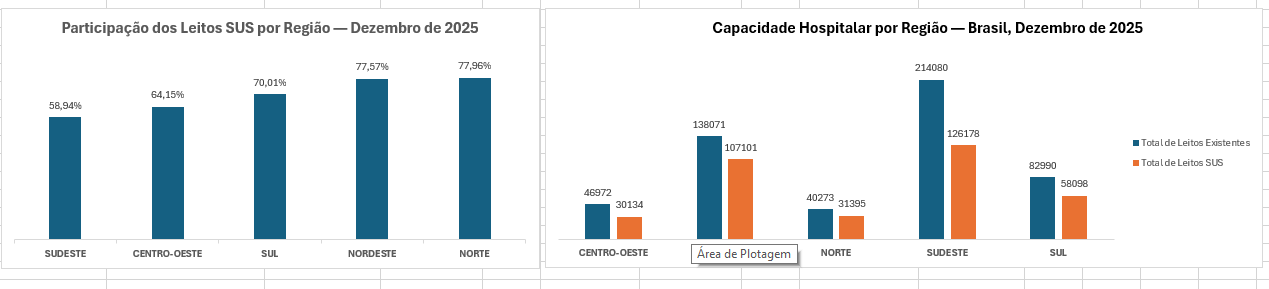 Participação dos Leitos SUS por Região — Dezembro de 2025
58,94%
64,15%
70,01%
77,57%
77,96%
SUDESTE
CENTRO-OESTE
SUL
NORDESTE
NORTE
Capacidade Hospitalar por Região — Brasil, Dezembro de 2025
46972
30134
138071
107101
40273
31395
214080
126178
82990
58098
CENTRO-OESTE
Área de Plotagem
NORTE
SUDESTE
SUL
Total de Leitos Existentes
Total de Leitos SUS